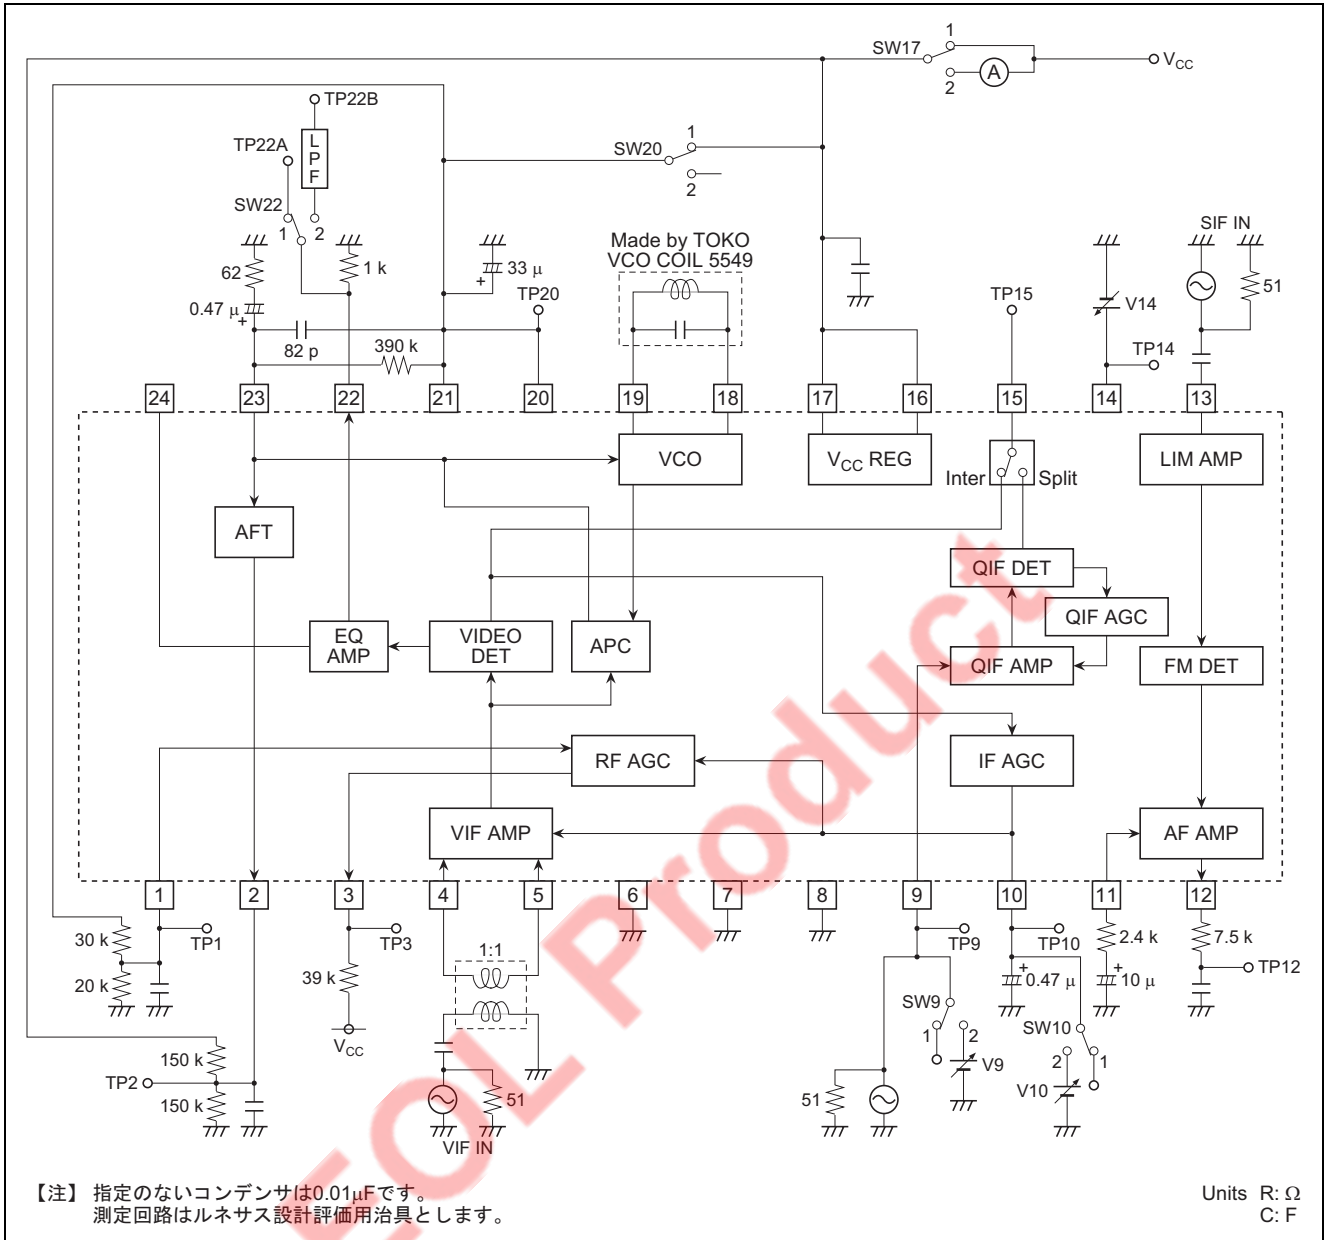 SW17
1
2
A
VCC
TP22B
LPF
TP22A
SW22
1
2
SW20
1
2
62
0.47 μ
+
1 k
33 μ
+
TP20
82 p
390 k
Made by TOKO
VCO COIL 5549
TP15
V14
TP14
SIF IN
51
24
23
22
21
20
19
18
17
16
15
14
13
VCO
VCC REG
Inter
Split
LIM AMP
AFT
QIF DET
QIF AGC
QIF AMP
FM DET
EQ AMP
VIDEO DET
APC
RF AGC
IF AGC
VIF AMP
AF AMP
1
2
3
4
5
6
7
8
9
10
11
12
30 k
20 k
TP1
TP3
39 k
VCC
1:1
TP9
TP10
+
0.47 μ
2.4 k
+
10 μ
7.5 k
TP12
SW9
1
2
V9
SW10
2
1
V10
150 k
TP2
150 k
51
VIF IN
51
EOL Product
【注】 指定のないコンデンサは0.01μFです。
測定回路はルネサス設計評価用治具とします。
Units R: Ω
C: F